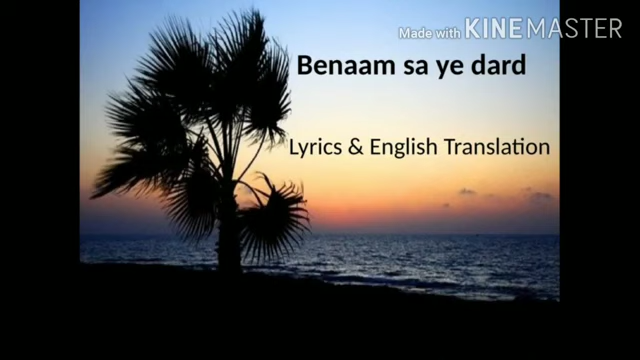 Made with KINEMASTER
Benaam sa ye dard
Lyrics & English Translation